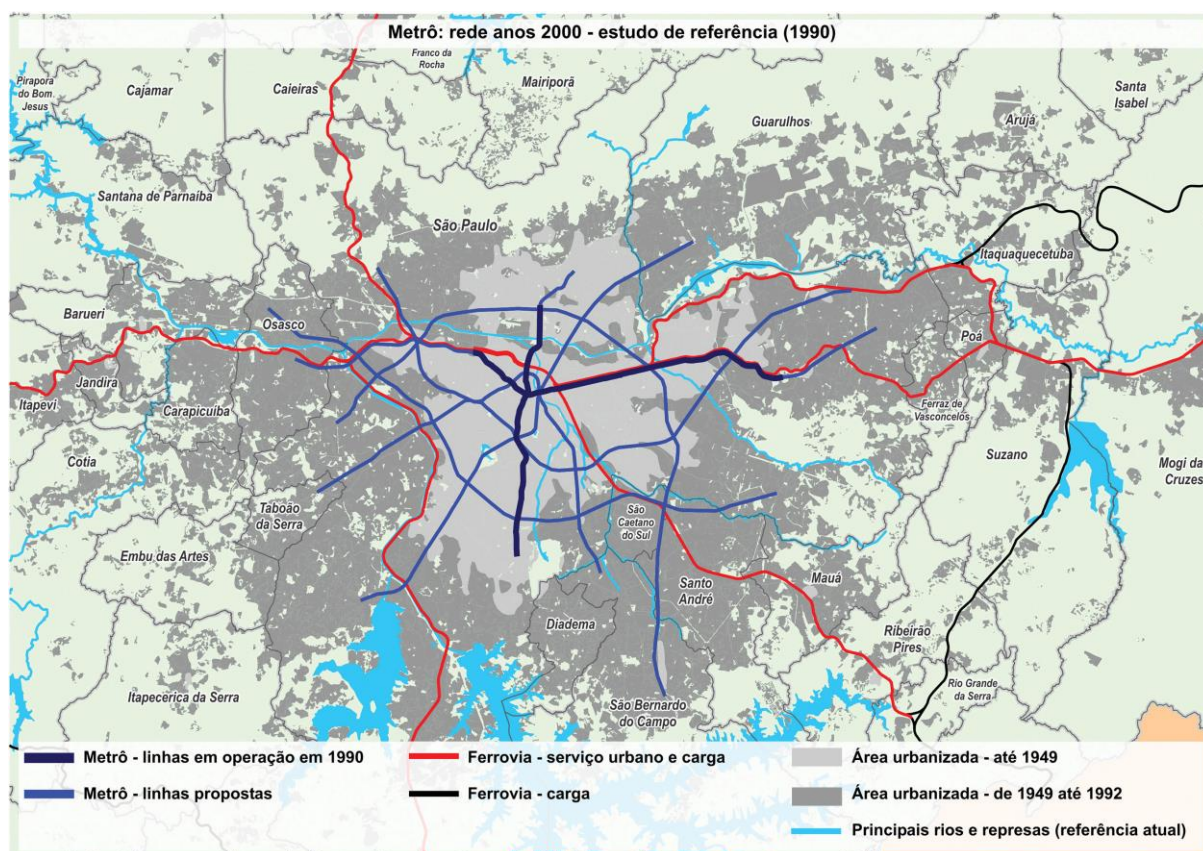 Metrô: rede anos 2000 - estudo de referência (1990)
Franco da
Rocha
Pirapora
do Bom
Jesus
Cajamar
Caieiras
Mairiporã
Santa
Isabel
Guarulhos
Arujá
Santana de Parnaíba
São Paulo
Itaquaquecetuba
Barueri
Osasco
Poá
Jandira
Itapevi
Carapicuíba
Ferraz de
Vasconcelos
Cotia
Suzano
Mogi da
Cruzes
Taboão
da Serra
São
Caetano
do Sul
Embu das Artes
Santo
André
Mauá
Diadema
Ribeirão
Pires
Rio Grande
da Serra
Itapecerica da Serra
São Bernardo
do Campo
Metrô - linhas em operação em 1990
Ferrovia - serviço urbano e carga
Área urbanizada - até 1949
Metrô - linhas propostas
Ferrovia - carga
Área urbanizada - de 1949 até 1992
Principais rios e represas (referência atual)